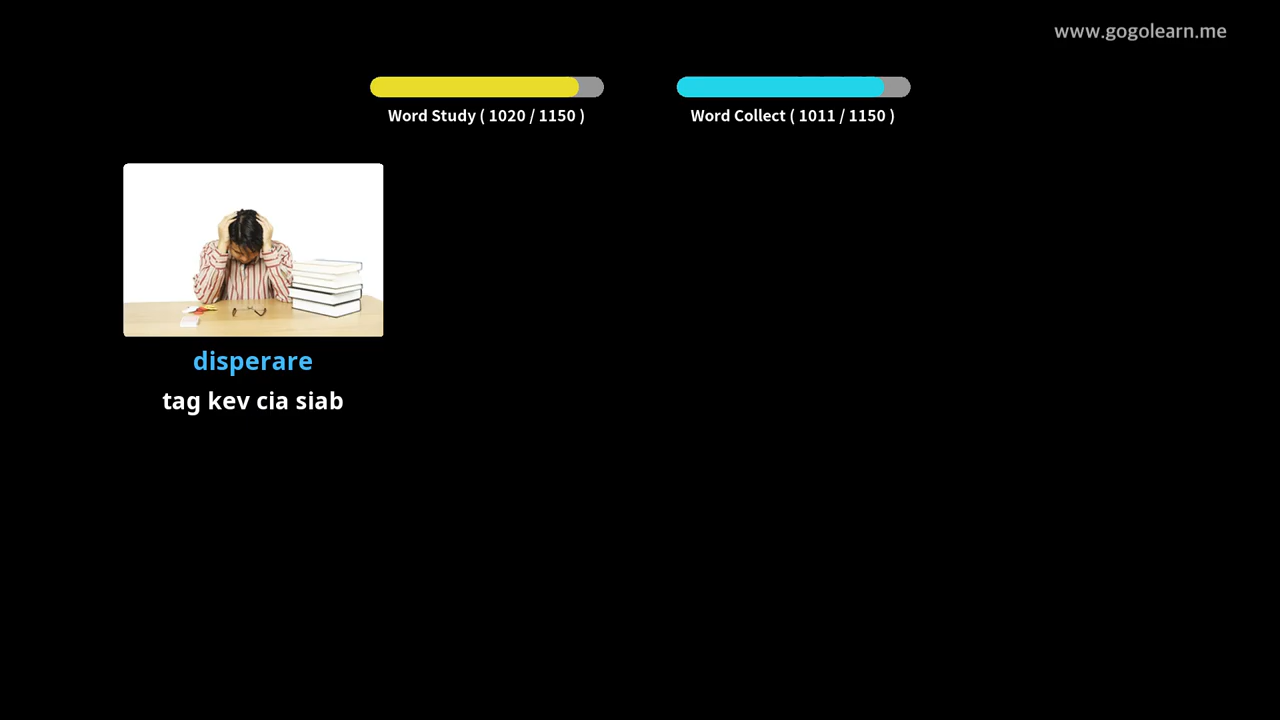 www.gogolearn.me
Word Study ( 1020 / 1150 )
Word Collect ( 1011 / 1150 )
disperare
tag kev cia siab